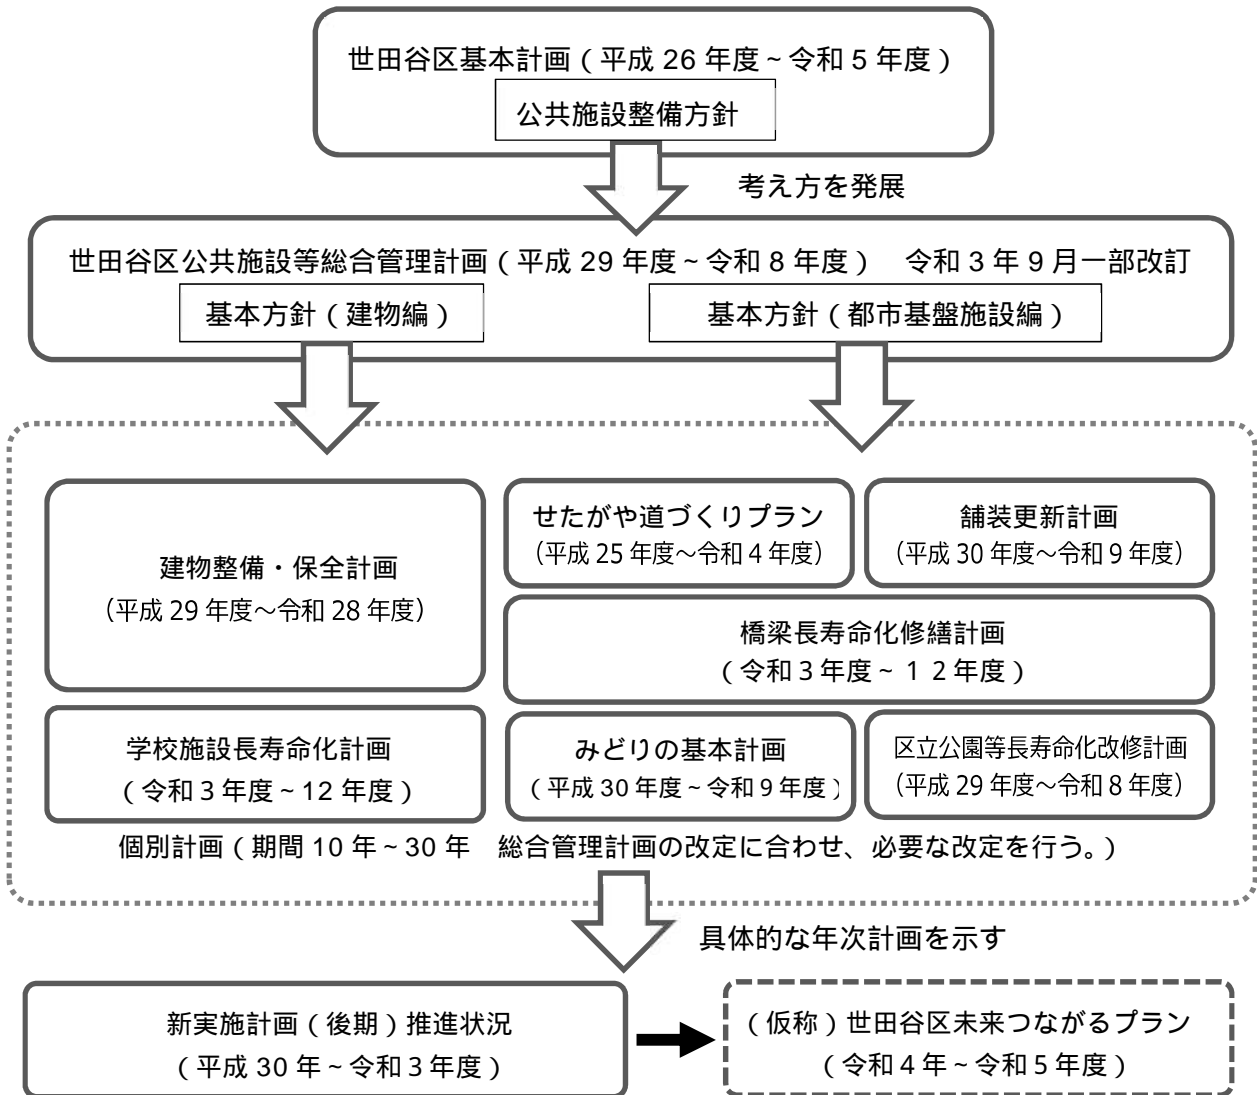 世田谷区基本計画（平成 26 年度～令和 5 年度）
公共施設整備方針
考え方を発展
世田谷区公共施設等総合管理計画（平成 29 年度～令和 8 年度）　令和 3 年 9 月一部改訂
基本方針（建物編）
基本方針（都市基盤施設編）
建物整備・保全計画
（平成 29 年度～令和 28 年度）
せたがや道づくりプラン
（平成 25 年度～令和 4 年度）
舗装更新計画
（平成 30 年度～令和 9 年度）
橋梁長寿命化修繕計画
（令和３年度～１２年度）
学校施設長寿命化計画
（令和３年度～12 年度）
みどりの基本計画
（平成 30 年度～令和９年度）
区立公園等長寿命化改修計画
（平成 29 年度～令和 8 年度）
個別計画（期間 10 年～30 年　総合管理計画の改定に合わせ、必要な改定を行う。）
具体的な年次計画を示す
新実施計画（後期）推進状況
（平成 30 年～令和３年度）
（仮称）世田谷区未来つながるプラン
（令和４年～令和５年度）